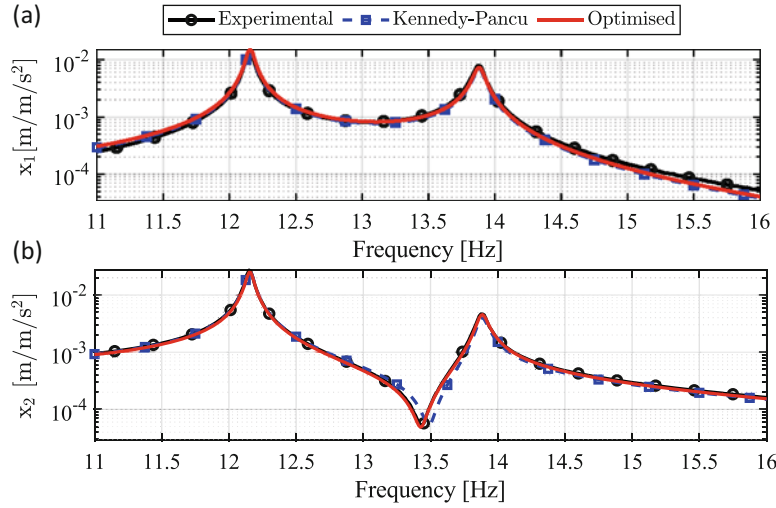 (a)
Experimental Kennedy-Pancu Optimised
x₁[m/m/s²]
10⁻²
10⁻³
10⁻⁴
11 11.5 12 12.5 13 13.5 14 14.5 15 15.5 16
Frequency [Hz]
(b)
x₂ [m/m/s²]
10⁻²
10⁻³
10⁻⁴
11 11.5 12 12.5 13 13.5 14 14.5 15 15.5 16
Frequency [Hz]